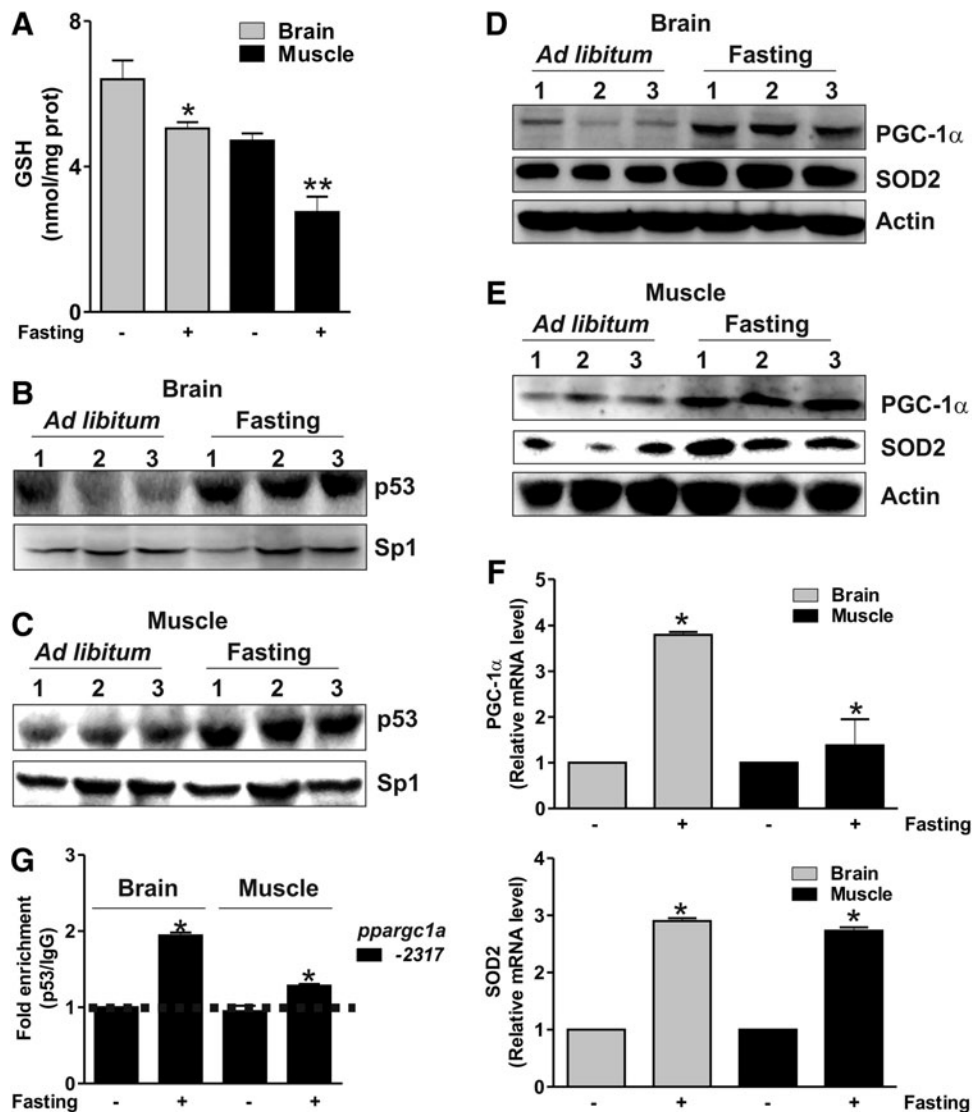 A
8
4
0
GSH
(nmol/mg prot)
Brain
Muscle
*
**
Fasting - + - +
B
Brain
Ad libitum Fasting
1 2 3 1 2 3
p53
Sp1
C
Muscle
Ad libitum Fasting
1 2 3 1 2 3
p53
Sp1
G
3
2
1
0
Fold enrichment
(p53/IgG)
Brain Muscle
* *
ppargc1a
-2317
Fasting - + - +
D
Brain
Ad libitum Fasting
1 2 3 1 2 3
PGC-1α
SOD2
Actin
E
Muscle
Ad libitum Fasting
1 2 3 1 2 3
PGC-1α
SOD2
Actin
F
5
4
3
2
1
0
PGC-1α
(Relative mRNA level)
Brain
Muscle
* *
- + - + Fasting
4
3
2
1
0
SOD2
(Relative mRNA level)
Brain
Muscle
* *
- + - + Fasting